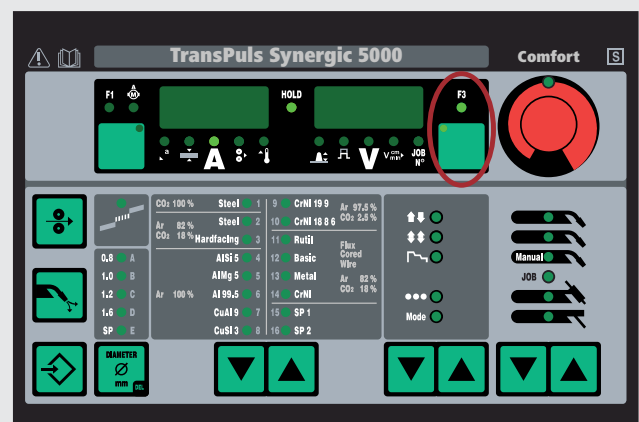 TransPuls Synergic 5000
Comfort
S
F1
A
M
HOLD
F3
a
A
V
V cm min.
JOB
N°
CO₂ 100 %
Steel 1
9 CrNI 19 9
Ar 97.5 %
CO₂ 2.5 %
Ar 82 %
CO₂ 18 %
Steel 2
10 CrNI 18 8 6
Hardfacing 3
11 Rutil
Flux
Cored
Wire
0.8 A
AlSi 5 4
12 Basic
1.0 B
AlMg 5 5
13 Metal
Ar 82 %
CO₂ 18 %
1.2 C
Ar 100 %
Al 99.5 6
14 CrNI
1.6 D
CuAl 9 7
15 SP 1
SP E
CuSI 3 8
16 SP 2
Mode
Manual
JOB
DIAMETER
Ø
mm
DEL